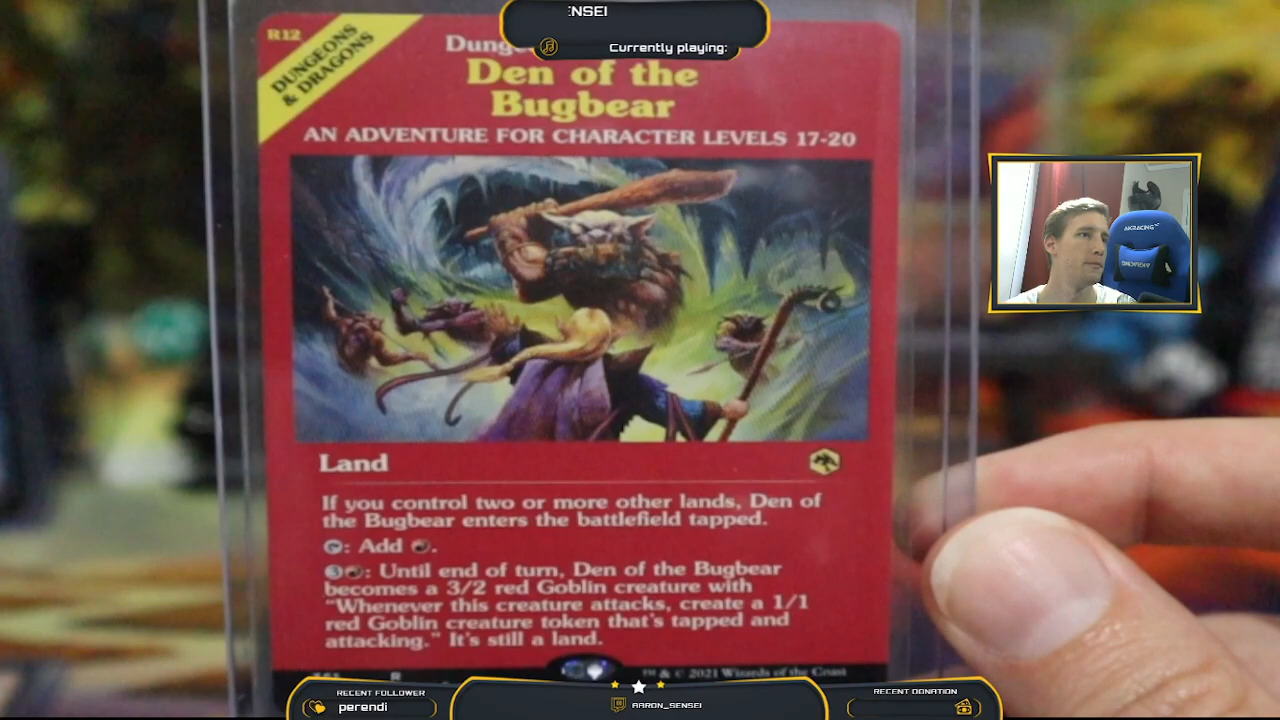 ENSEI
Currently playing:
R12
DUNGEONS
& DRAGONS
Den of the
Bugbear
AN ADVENTURE FOR CHARACTER LEVELS 17-20
AKRACING
Land
If you control two or more other lands, Den of
the Bugbear enters the battlefield tapped.
: Add .
3: Until end of turn, Den of the Bugbear
becomes a 3/2 red Goblin creature with
"Whenever this creature attacks, create a 1/1
red Goblin creature token that's tapped and
attacking." It's still a land.
R
™ & © 2021 Wizards of the Coast
RECENT FOLLOWER
perendi
AARON_SENSEI
RECENT DONATION